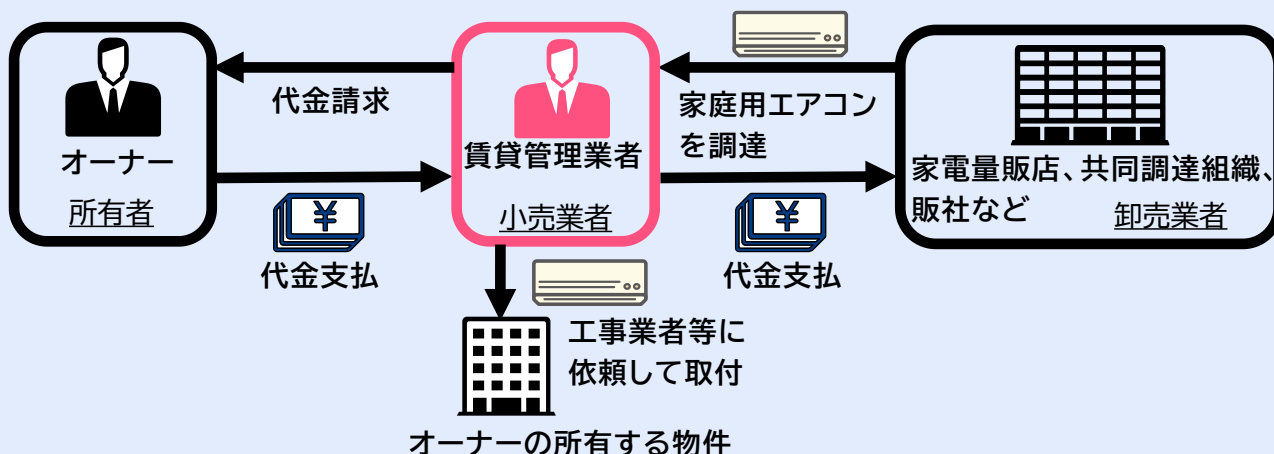 代金請求
オーナー
所有者
¥
代金支払
賃貸管理業者
小売業者
家庭用エアコン
を調達
¥
代金支払
家電量販店、共同調達組織、
販社など
卸売業者
工事業者等に
依頼して取付
オーナーの所有する物件